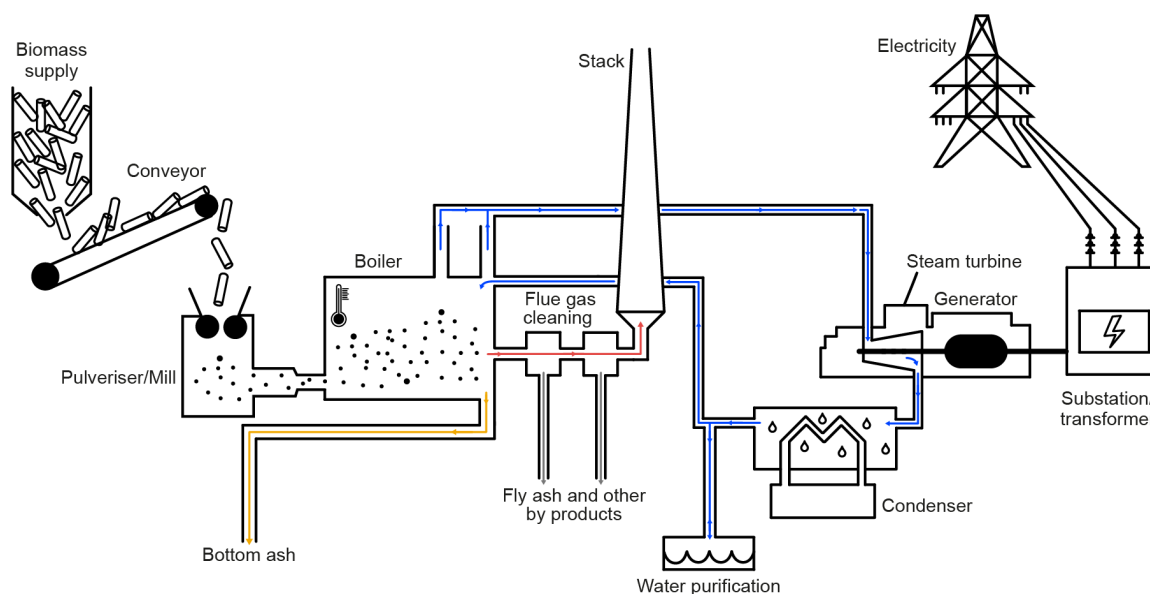 Biomass
supply
Conveyor
Stack
Electricity
Boiler
Flue gas
cleaning
Steam turbine
Generator
Pulveriser/Mill
Substation/
transforme
Fly ash and other
by products
Condenser
Bottom ash
Water purification